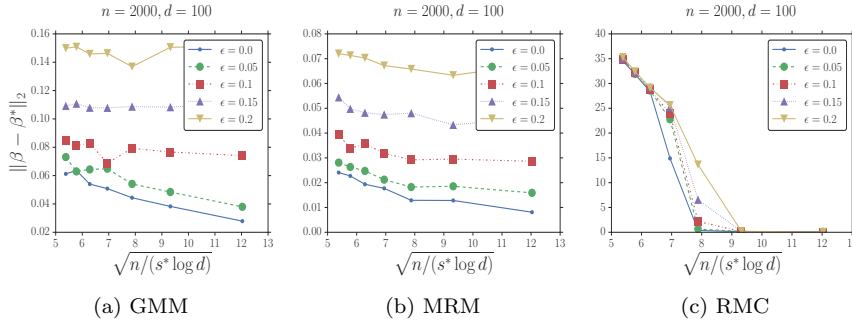 n = 2000, d = 100
0.16
0.14
0.12
0.10
0.08
0.06
0.04
0.02
||β − β*||₂
5 6 7 8 9 10 11 12 13
√n/(s* log d)
ϵ = 0.0
ϵ = 0.05
ϵ = 0.1
ϵ = 0.15
ϵ = 0.2
(a) GMM
n = 2000, d = 100
0.08
0.07
0.06
0.05
0.04
0.03
0.02
0.01
0.00
5 6 7 8 9 10 11 12 13
√n/(s* log d)
ϵ = 0.0
ϵ = 0.05
ϵ = 0.1
ϵ = 0.15
ϵ = 0.2
(b) MRM
n = 2000, d = 100
40
35
30
25
20
15
10
5
0
5 6 7 8 9 10 11 12 13
√n/(s* log d)
ϵ = 0.0
ϵ = 0.05
ϵ = 0.1
ϵ = 0.15
ϵ = 0.2
(c) RMC